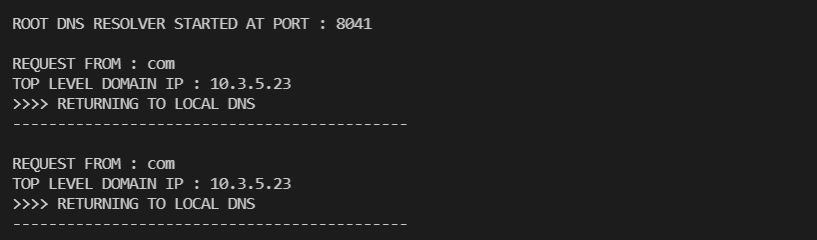 ROOT DNS RESOLVER STARTED AT PORT : 8041
REQUEST FROM : com
TOP LEVEL DOMAIN IP : 10.3.5.23
>>>> RETURNING TO LOCAL DNS
--------------------------------------------
REQUEST FROM : com
TOP LEVEL DOMAIN IP : 10.3.5.23
>>>> RETURNING TO LOCAL DNS
--------------------------------------------